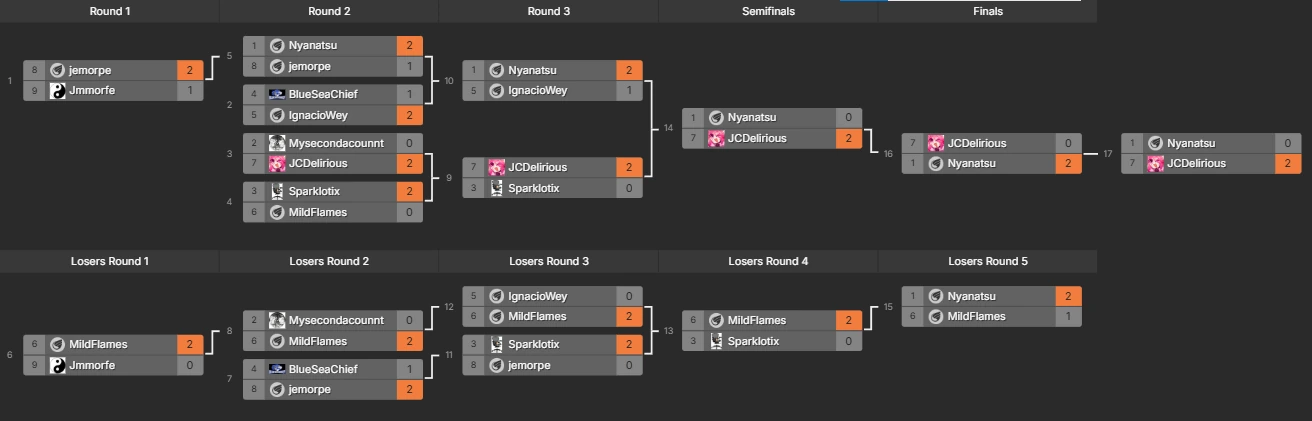 Round 1 Round 2 Round 3 Semifinals Finals
1
8 jemorpe 2
9 Jmmorfe 1
5
1 Nyanatsu 2
8 jemorpe 1
2
4 BlueSeaChief 1
5 IgnacioWey 2
3
2 Mysecondacounnt 0
7 JCDelirious 2
4
3 Sparklotix 2
6 MildFlames 0
10
1 Nyanatsu 2
5 IgnacioWey 1
9
7 JCDelirious 2
3 Sparklotix 0
14
1 Nyanatsu 0
7 JCDelirious 2
16
7 JCDelirious 0
1 Nyanatsu 2
17
1 Nyanatsu 0
7 JCDelirious 2
Losers Round 1 Losers Round 2 Losers Round 3 Losers Round 4 Losers Round 5
6
6 MildFlames 2
9 Jmmorfe 0
8
2 Mysecondacounnt 0
6 MildFlames 2
7
4 BlueSeaChief 1
8 jemorpe 2
12
5 IgnacioWey 0
6 MildFlames 2
11
3 Sparklotix 2
8 jemorpe 0
13
6 MildFlames 2
3 Sparklotix 0
15
1 Nyanatsu 2
6 MildFlames 1